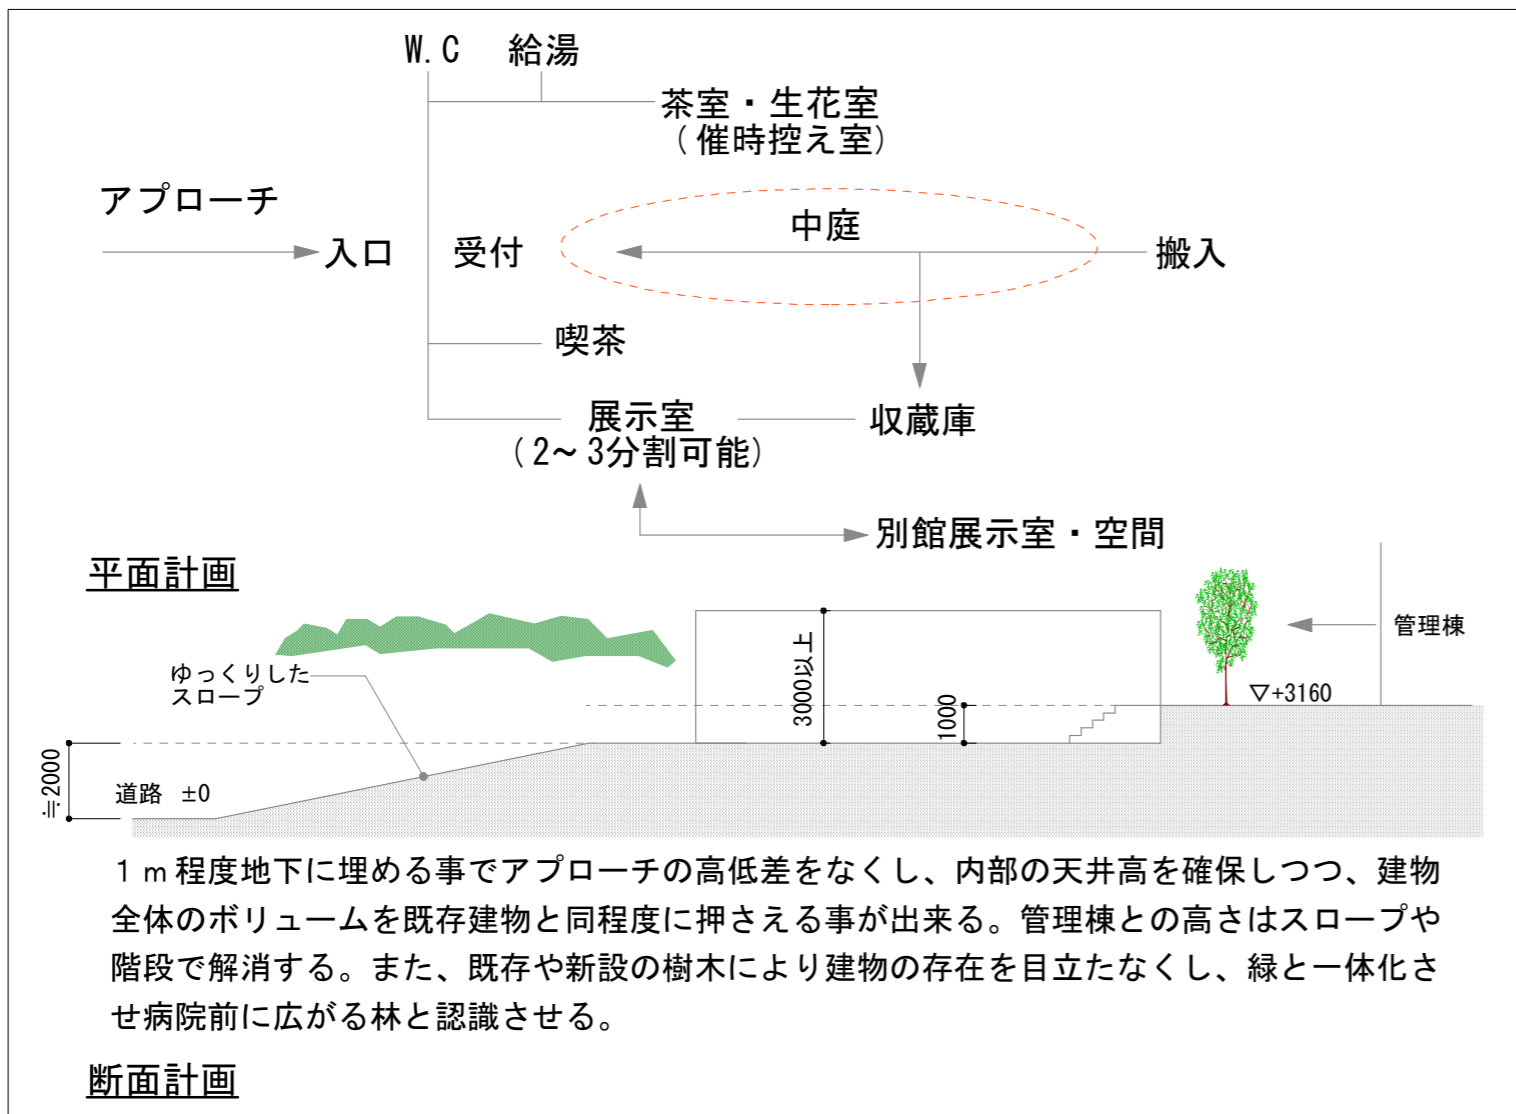 W.C 給湯
茶室・生花室
(催時控え室)
アプローチ
中庭
入口 受付 搬入
喫茶
展示室 収蔵庫
(2～3分割可能)
別館展示室・空間
平面計画
管理棟
ゆっくりした
スロープ
3000以上
1000
▽+3160
≒2000
道路 ±0
1m程度地下に埋める事でアプローチの高低差をなくし、内部の天井高を確保しつつ、建物
全体のボリュームを既存建物と同程度に押さえる事が出来る。管理棟との高さはスロープや
階段で解消する。また、既存や新設の樹木により建物の存在を目立たなくし、緑と一体化さ
せ病院前に広がる林と認識させる。
断面計画